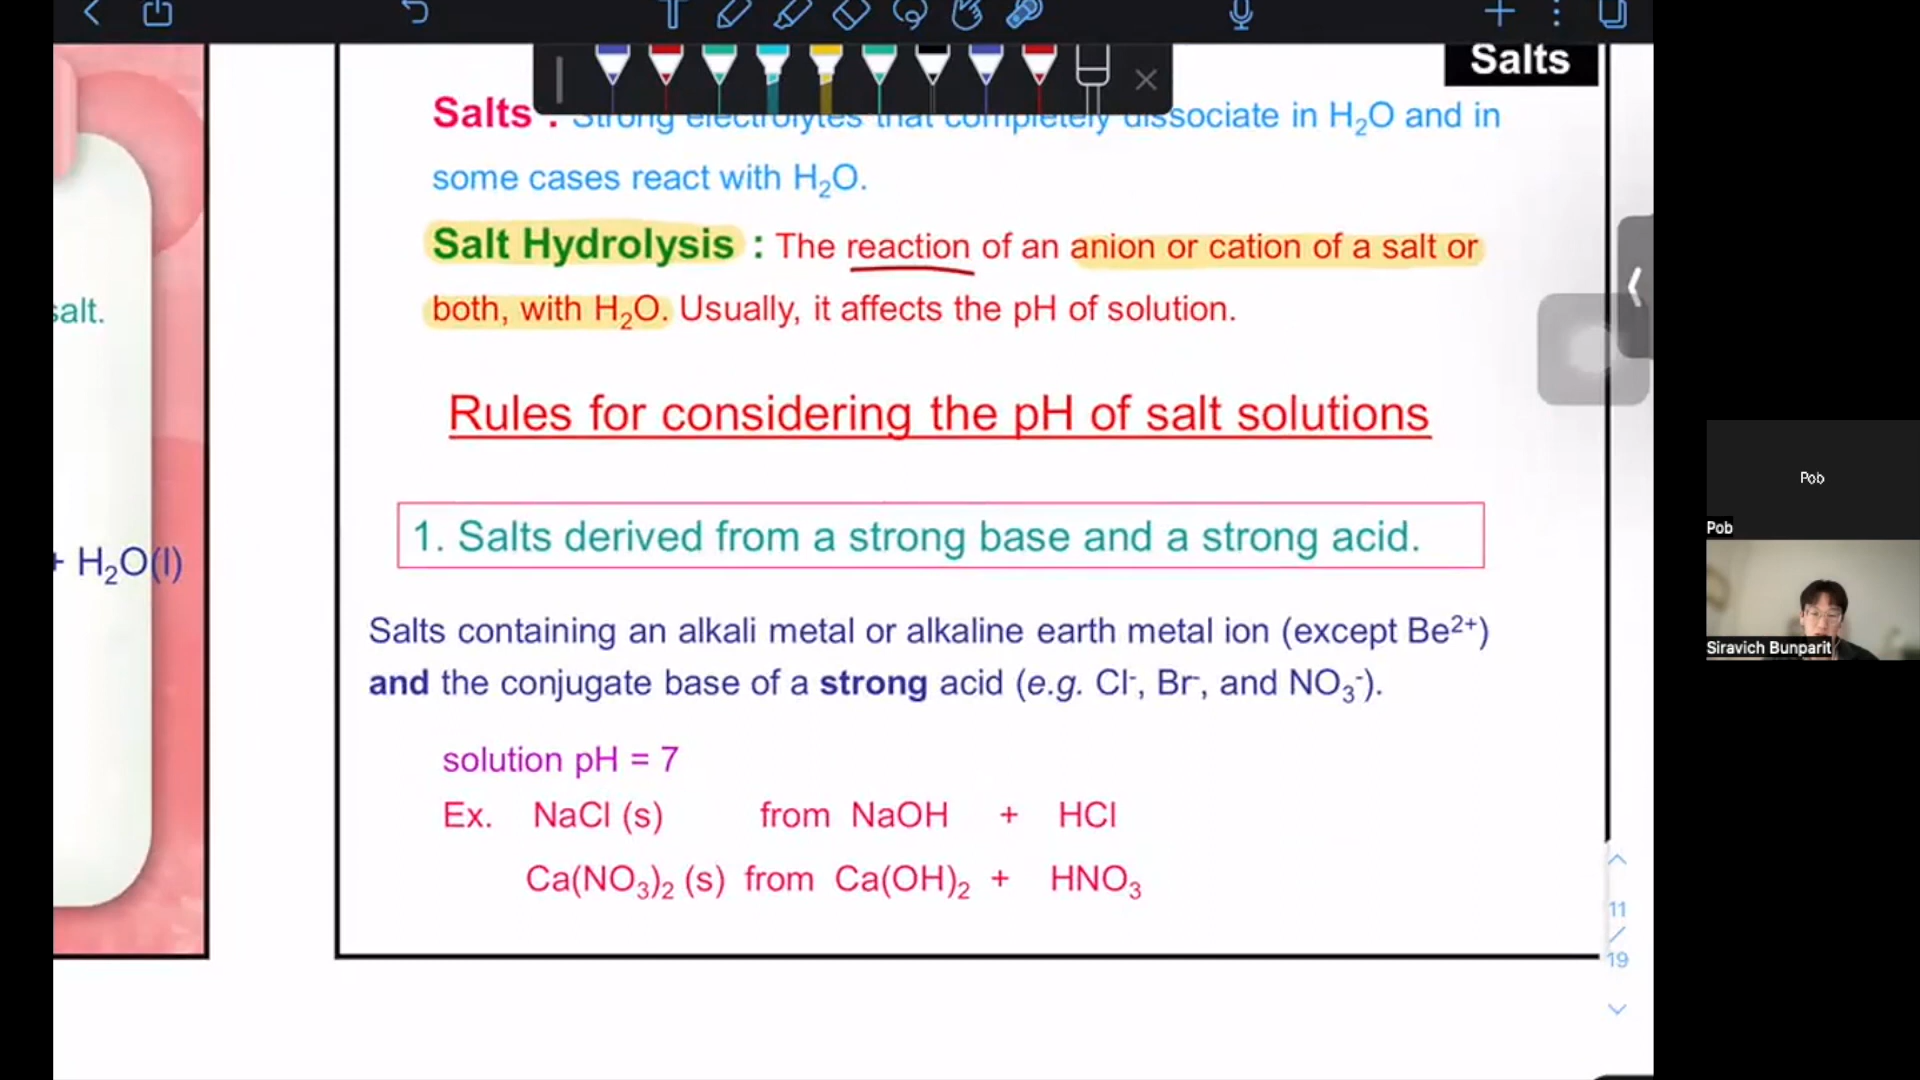 Salts
Salts : Strong electrolytes that completely dissociate in H₂O and in
some cases react with H₂O.
Salt Hydrolysis : The reaction of an anion or cation of a salt or
both, with H₂O. Usually, it affects the pH of solution.
Rules for considering the pH of salt solutions
1. Salts derived from a strong base and a strong acid.
Salts containing an alkali metal or alkaline earth metal ion (except Be²⁺)
and the conjugate base of a strong acid (e.g. Cl⁻, Br⁻, and NO₃⁻).
solution pH = 7
Ex. NaCl (s) from NaOH + HCl
Ca(NO₃)₂ (s) from Ca(OH)₂ + HNO₃
salt.
+ H₂O(l)
11
/
19
Pob
Pob
Siravich Bunparit